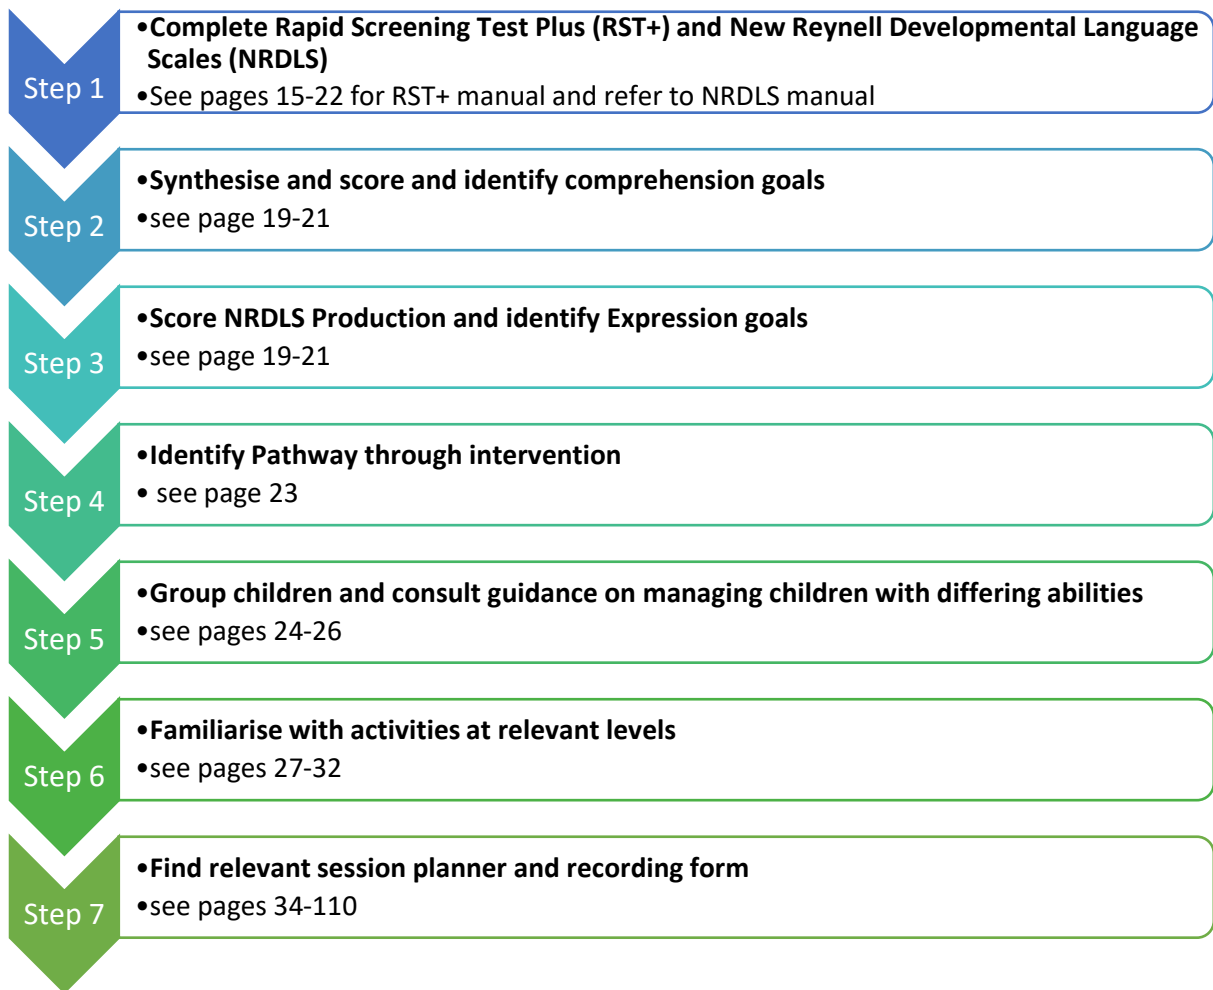 Step 1
•Complete Rapid Screening Test Plus (RST+) and New Reynell Developmental Language
Scales (NRDLS)
•See pages 15-22 for RST+ manual and refer to NRDLS manual
Step 2
•Synthesise and score and identify comprehension goals
•see page 19-21
Step 3
•Score NRDLS Production and identify Expression goals
•see page 19-21
Step 4
•Identify Pathway through intervention
• see page 23
Step 5
•Group children and consult guidance on managing children with differing abilities
•see pages 24-26
Step 6
•Familiarise with activities at relevant levels
•see pages 27-32
Step 7
•Find relevant session planner and recording form
•see pages 34-110